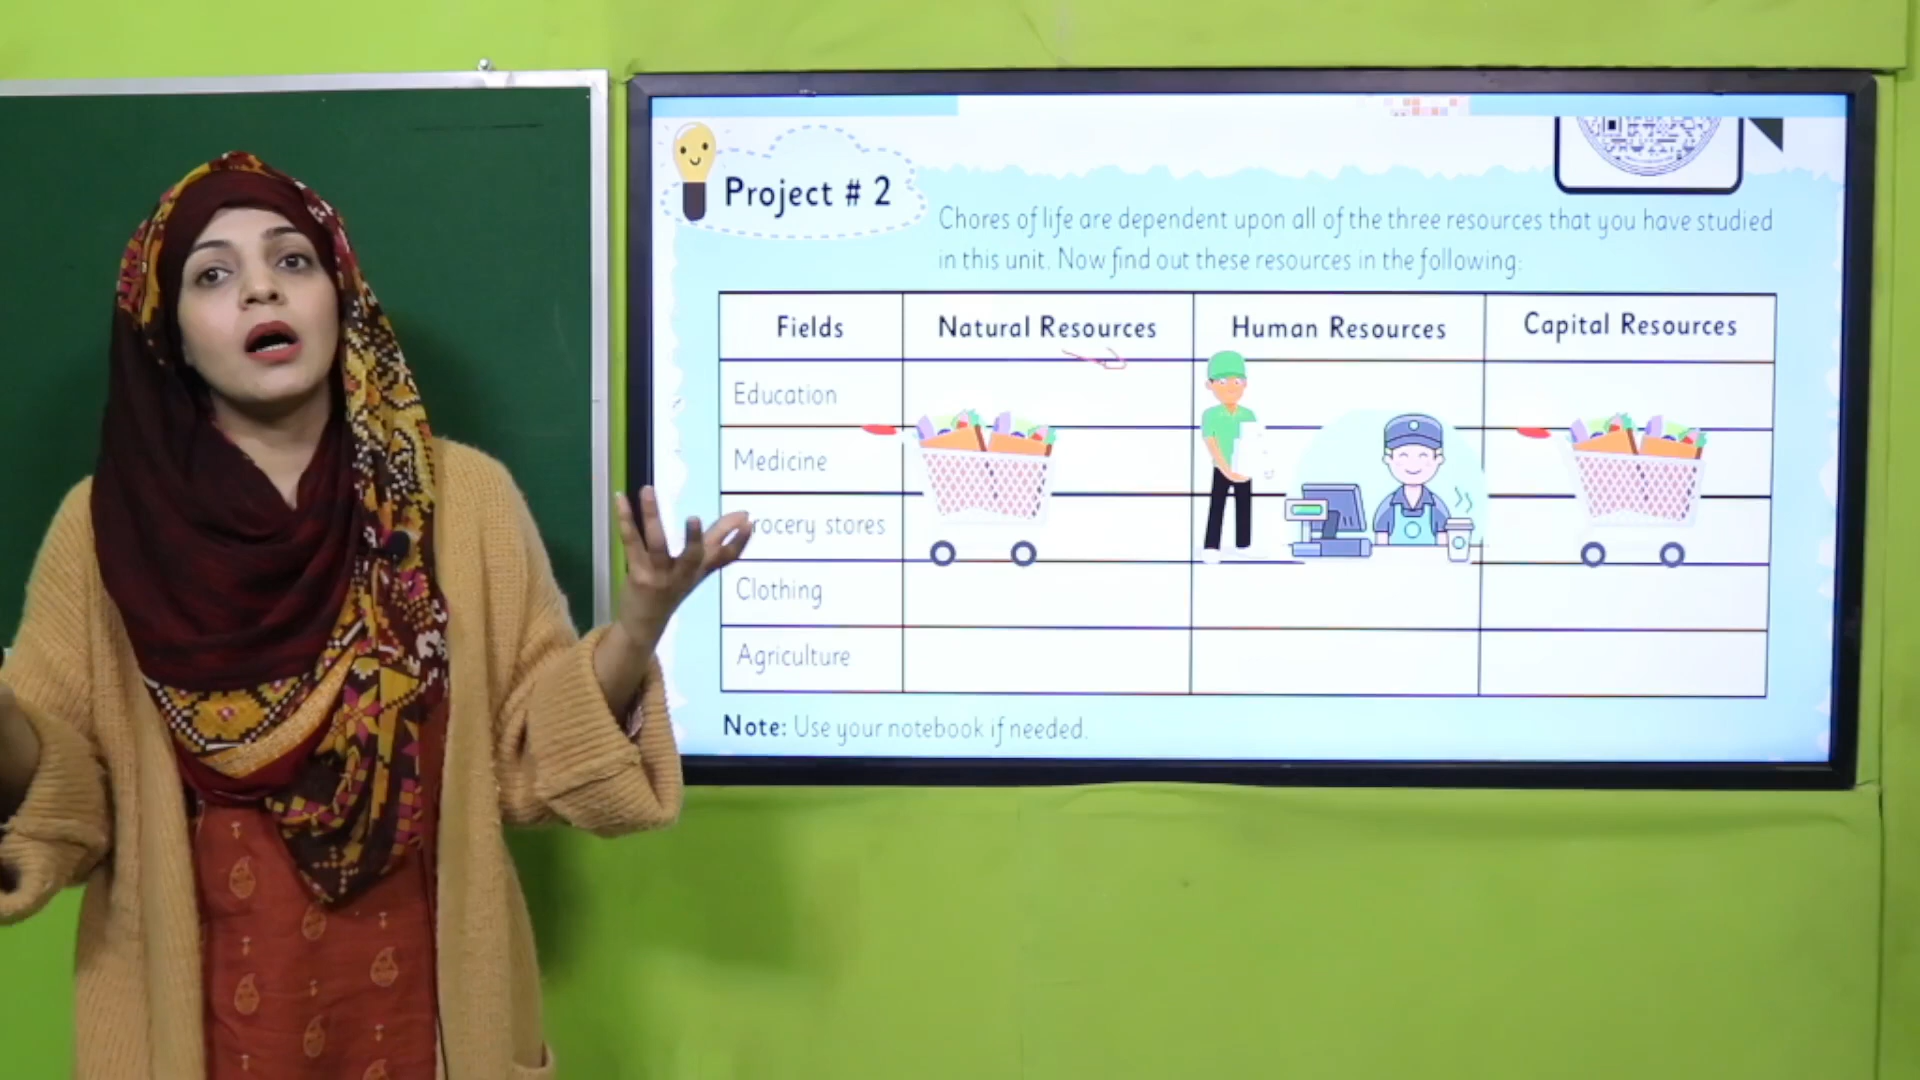 Project # 2
Chores of life are dependent upon all of the three resources that you have studied
in this unit. Now find out these resources in the following:
Fields Natural Resources Human Resources Capital Resources
Education
Medicine
rocery stores
Clothing
Agriculture
Note: Use your notebook if needed.